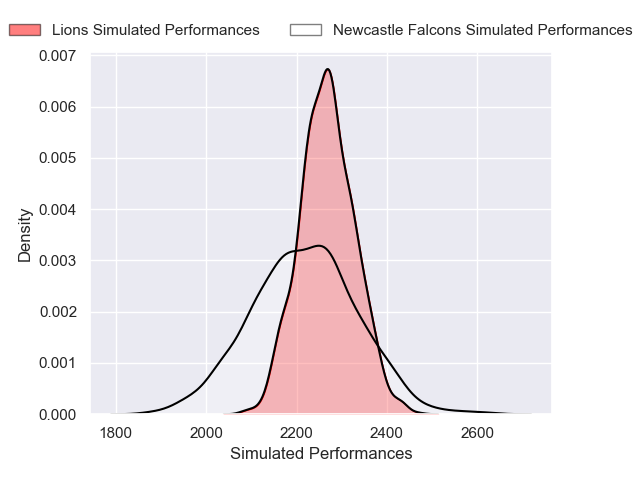 Lions Simulated Performances
Newcastle Falcons Simulated Performances
0.007
0.006
0.005
0.004
0.003
0.002
0.001
0.000
Density
1800 2000 2200 2400 2600
Simulated Performances